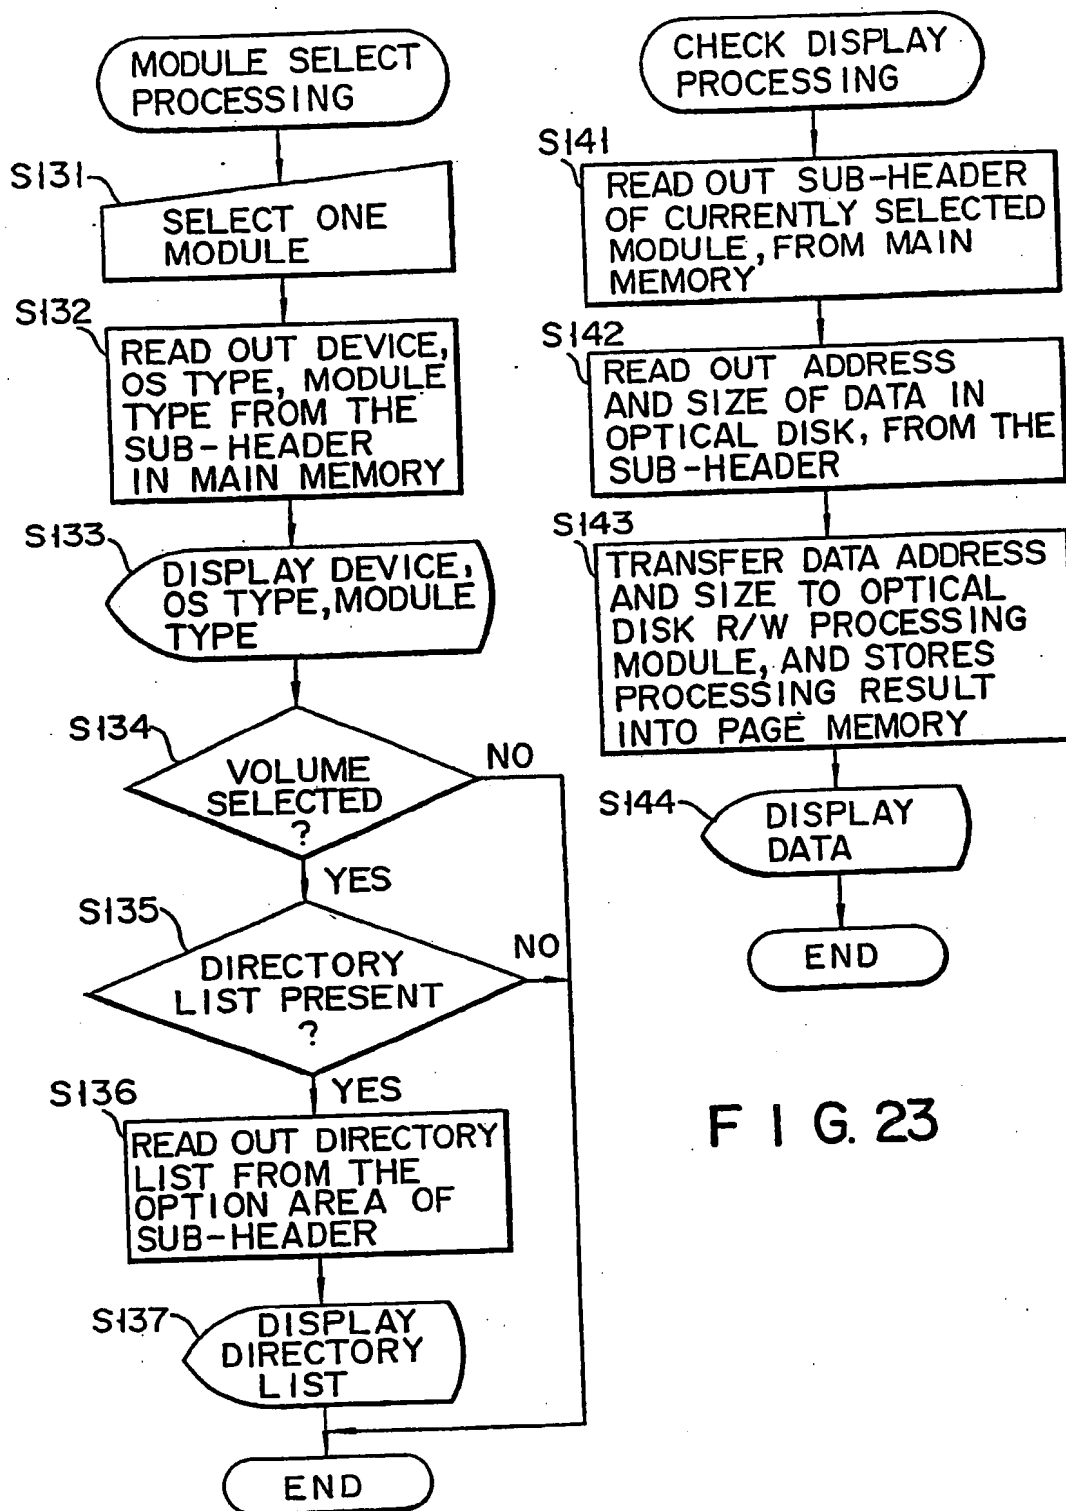 MODULE SELECT
PROCESSING
S131
SELECT ONE
MODULE
S132
READ OUT DEVICE,
OS TYPE, MODULE
TYPE FROM THE
SUB-HEADER
IN MAIN MEMORY
S133
DISPLAY DEVICE,
OS TYPE, MODULE
TYPE
S134
VOLUME
SELECTED
?
NO
YES
S135
DIRECTORY
LIST PRESENT
?
NO
YES
S136
READ OUT DIRECTORY
LIST FROM THE
OPTION AREA OF
SUB-HEADER
S137
DISPLAY
DIRECTORY
LIST
END
CHECK DISPLAY
PROCESSING
S141
READ OUT SUB-HEADER
OF CURRENTLY SELECTED
MODULE, FROM MAIN
MEMORY
S142
READ OUT ADDRESS
AND SIZE OF DATA IN
OPTICAL DISK, FROM THE
SUB-HEADER
S143
TRANSFER DATA ADDRESS
AND SIZE TO OPTICAL
DISK R/W PROCESSING
MODULE, AND STORES
PROCESSING RESULT
INTO PAGE MEMORY
S144
DISPLAY
DATA
END
FIG. 23